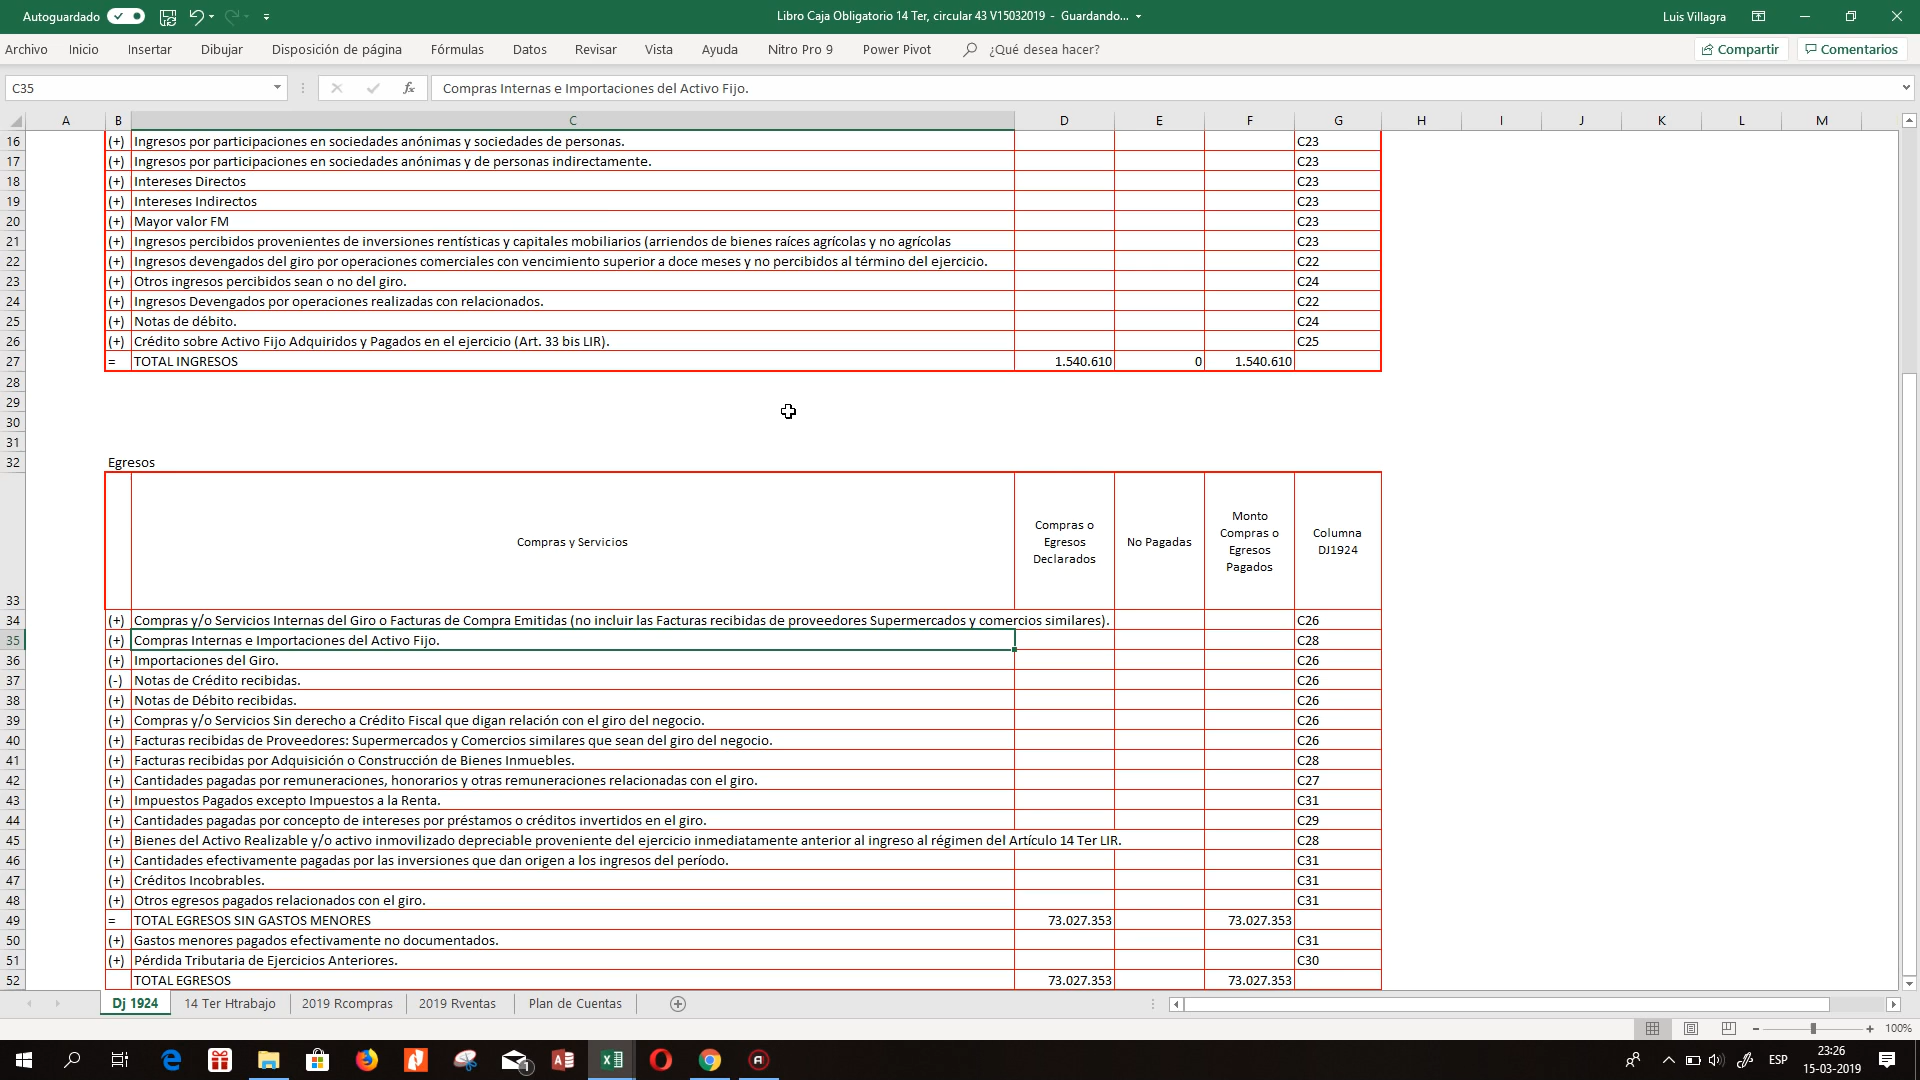 Autoguardado
Libro Caja Obligatorio 14 Ter, circular 43 V15032019 - Guardando...
Luis Villagra
Archivo Inicio Insertar Dibujar Disposición de página Fórmulas Datos Revisar Vista Ayuda Nitro Pro 9 Power Pivot ¿Qué desea hacer? Compartir Comentarios
C35 fx Compras Internas e Importaciones del Activo Fijo.
A B C D E F G H I J K L M
16 (+) Ingresos por participaciones en sociedades anónimas y sociedades de personas. C23
17 (+) Ingresos por participaciones en sociedades anónimas y de personas indirectamente. C23
18 (+) Intereses Directos C23
19 (+) Intereses Indirectos C23
20 (+) Mayor valor FM C23
21 (+) Ingresos percibidos provenientes de inversiones rentísticas y capitales mobiliarios (arriendos de bienes raíces agrícolas y no agrícolas C23
22 (+) Ingresos devengados del giro por operaciones comerciales con vencimiento superior a doce meses y no percibidos al término del ejercicio. C22
23 (+) Otros ingresos percibidos sean o no del giro. C24
24 (+) Ingresos Devengados por operaciones realizadas con relacionados. C22
25 (+) Notas de débito. C24
26 (+) Crédito sobre Activo Fijo Adquiridos y Pagados en el ejercicio (Art. 33 bis LIR). C25
27 = TOTAL INGRESOS 1.540.610 0 1.540.610
28
29
30
31
32 Egresos
33 Compras y Servicios
Compras o
Egresos
Declarados
No Pagadas
Monto
Compras o
Egresos
Pagados
Columna
DJ1924
34 (+) Compras y/o Servicios Internas del Giro o Facturas de Compra Emitidas (no incluir las Facturas recibidas de proveedores Supermercados y comercios similares). C26
35 (+) Compras Internas e Importaciones del Activo Fijo. C28
36 (+) Importaciones del Giro. C26
37 (-) Notas de Crédito recibidas. C26
38 (+) Notas de Débito recibidas. C26
39 (+) Compras y/o Servicios Sin derecho a Crédito Fiscal que digan relación con el giro del negocio. C26
40 (+) Facturas recibidas de Proveedores: Supermercados y Comercios similares que sean del giro del negocio. C26
41 (+) Facturas recibidas por Adquisición o Construcción de Bienes Inmuebles. C28
42 (+) Cantidades pagadas por remuneraciones, honorarios y otras remuneraciones relacionadas con el giro. C27
43 (+) Impuestos Pagados excepto Impuestos a la Renta. C31
44 (+) Cantidades pagadas por concepto de intereses por préstamos o créditos invertidos en el giro. C29
45 (+) Bienes del Activo Realizable y/o activo inmovilizado depreciable proveniente del ejercicio inmediatamente anterior al ingreso al régimen del Artículo 14 Ter LIR. C28
46 (+) Cantidades efectivamente pagadas por las inversiones que dan origen a los ingresos del período. C31
47 (+) Créditos Incobrables. C31
48 (+) Otros egresos pagados relacionados con el giro. C31
49 = TOTAL EGRESOS SIN GASTOS MENORES 73.027.353 73.027.353
50 (+) Gastos menores pagados efectivamente no documentados. C31
51 (+) Pérdida Tributaria de Ejercicios Anteriores. C30
52 TOTAL EGRESOS 73.027.353 73.027.353
Dj 1924 14 Ter Htrabajo 2019 Rcompras 2019 Rventas Plan de Cuentas
100%
ESP
23:26
15-03-2019